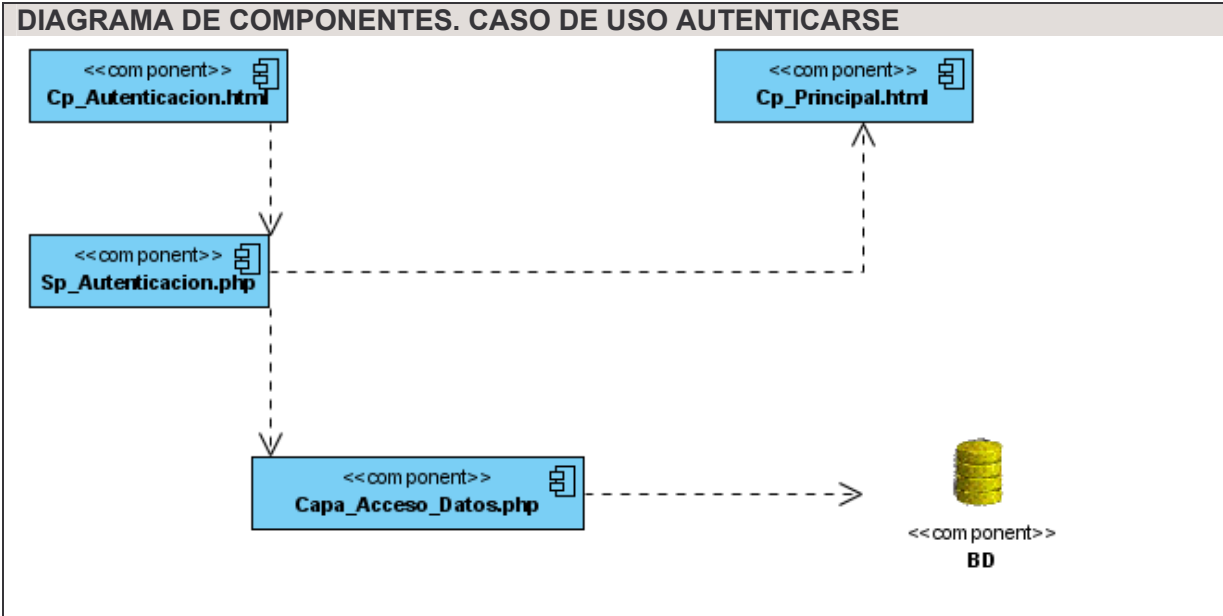 DIAGRAMA DE COMPONENTES. CASO DE USO AUTENTICARSE
<<component>>
Cp_Autenticacion.html
<<component>>
Cp_Principal.html
<<component>>
Sp_Autenticacion.php
<<component>>
Capa_Acceso_Datos.php
<<component>>
BD